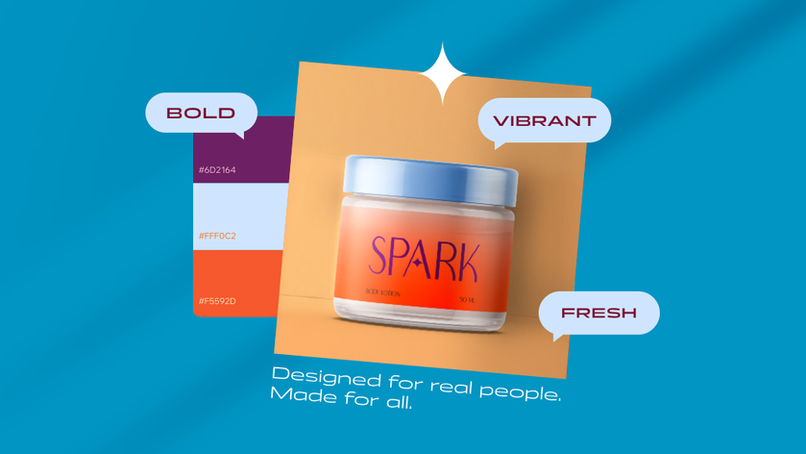 BOLD
VIBRANT
#6D2164
#FFF0C2
SPARK
BODY LOTION
50 ML
#F5592D
FRESH
Designed for real people.
Made for all.